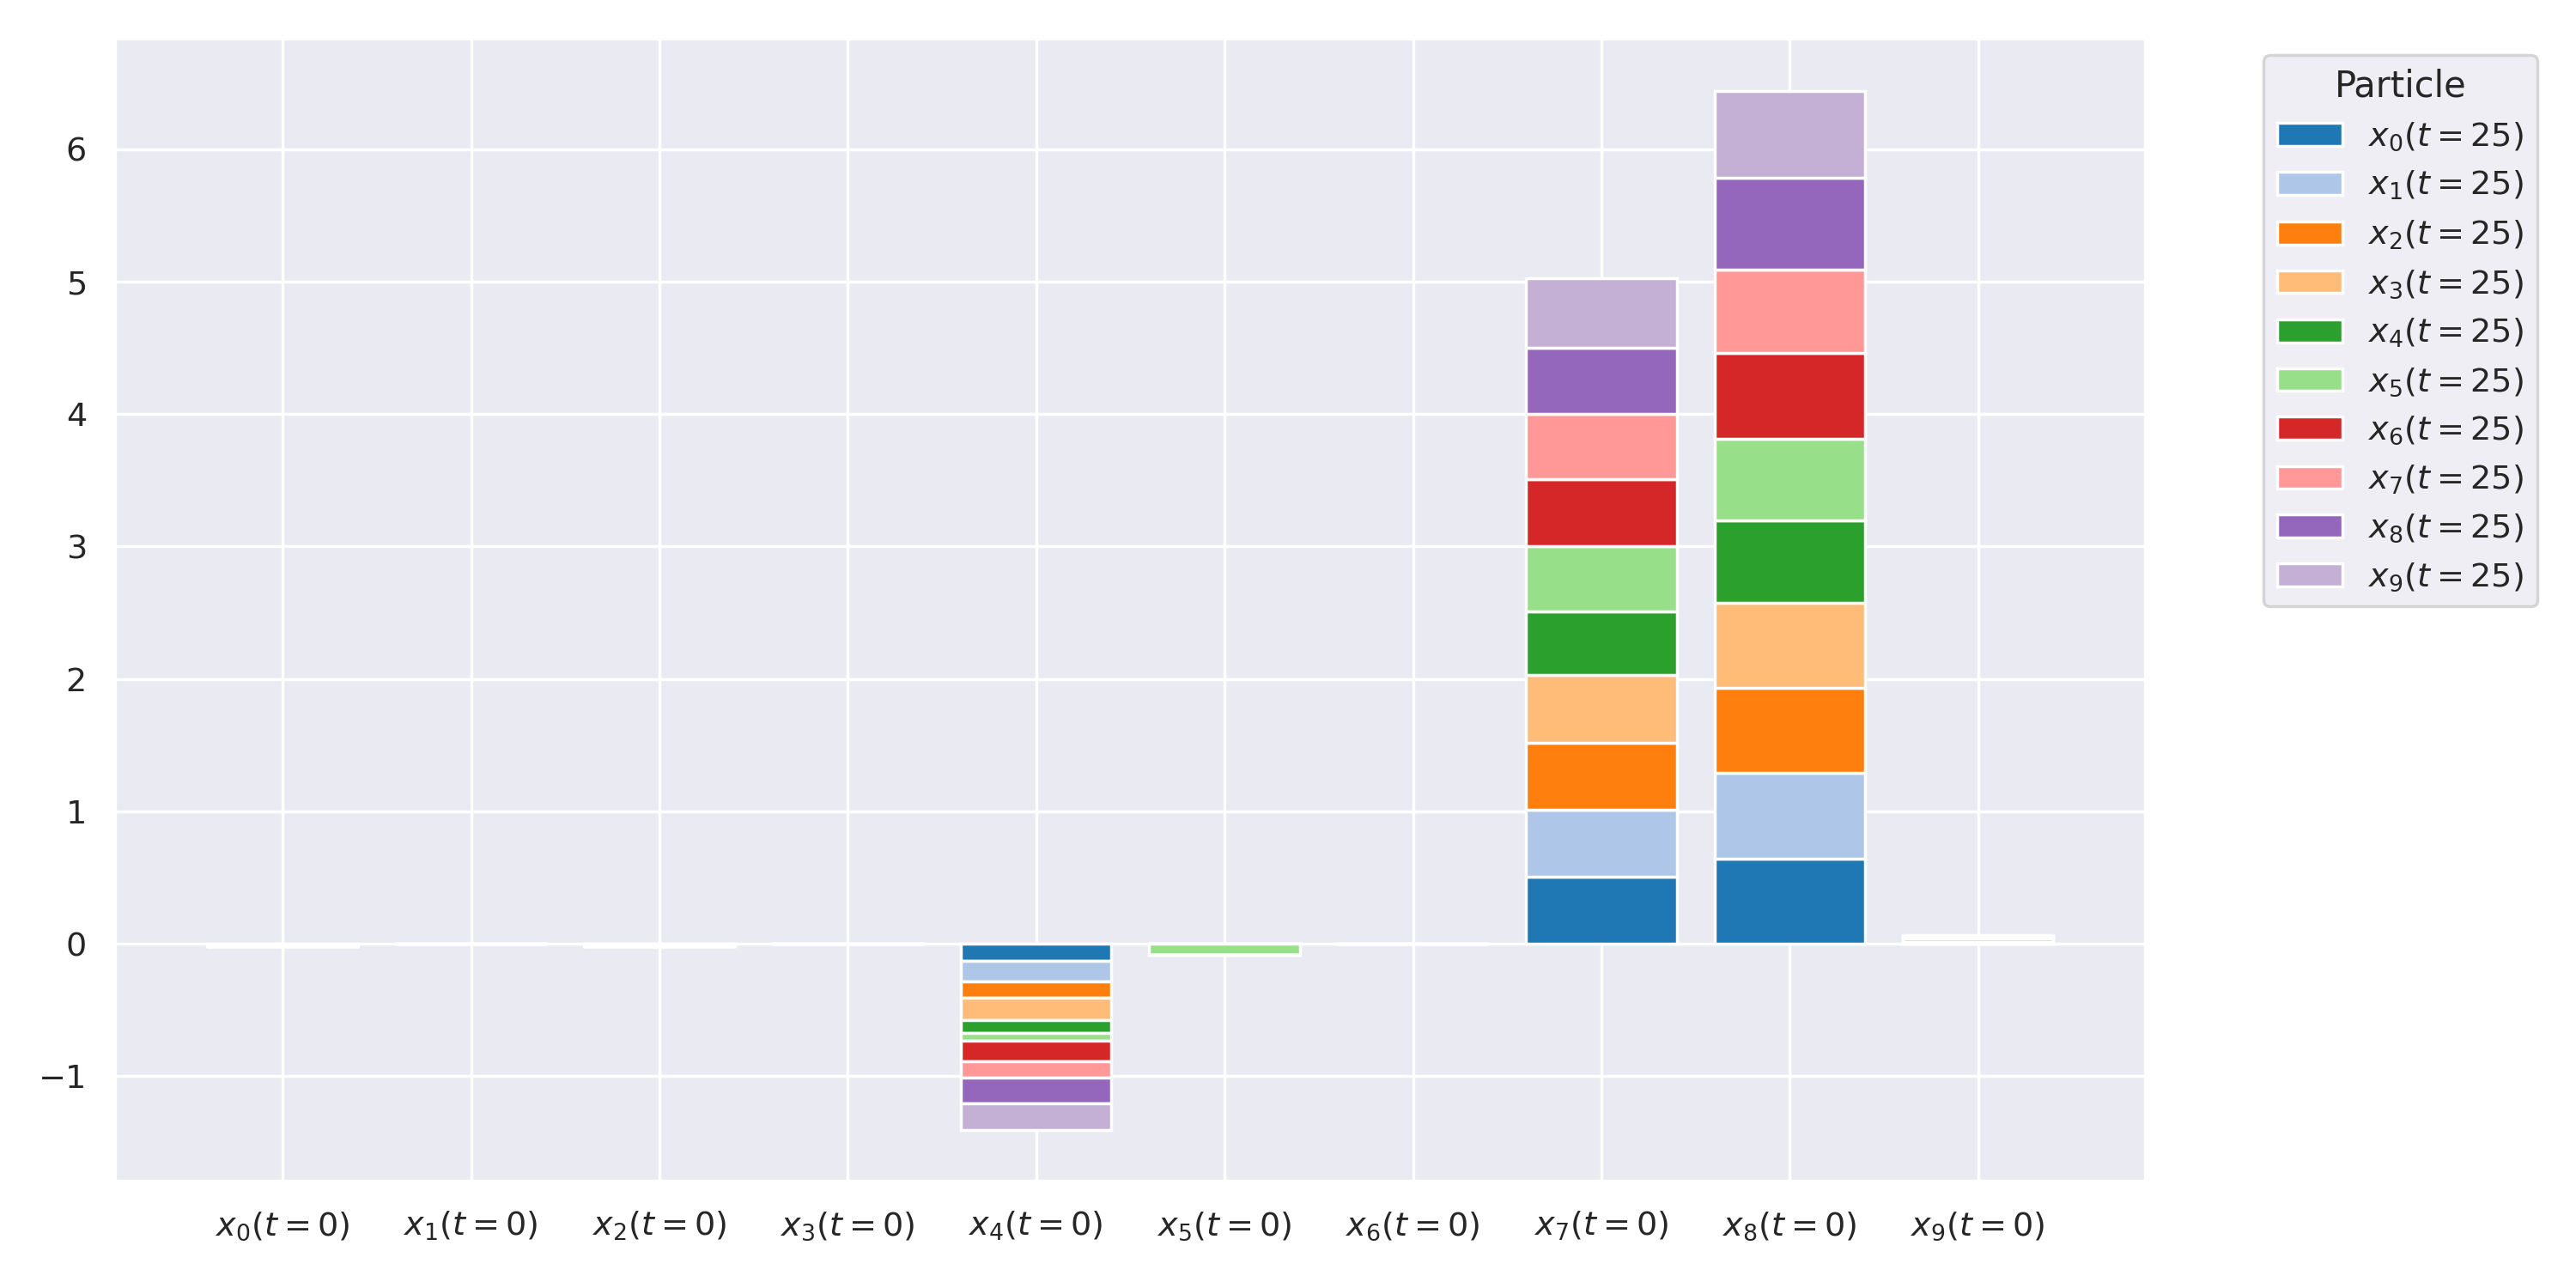 Particle
x₀(t = 25)
x₁(t = 25)
x₂(t = 25)
x₃(t = 25)
x₄(t = 25)
x₅(t = 25)
x₆(t = 25)
x₇(t = 25)
x₈(t = 25)
x₉(t = 25)
6
5
4
3
2
1
0
−1
x₀(t = 0) x₁(t = 0) x₂(t = 0) x₃(t = 0) x₄(t = 0) x₅(t = 0) x₆(t = 0) x₇(t = 0) x₈(t = 0) x₉(t = 0)